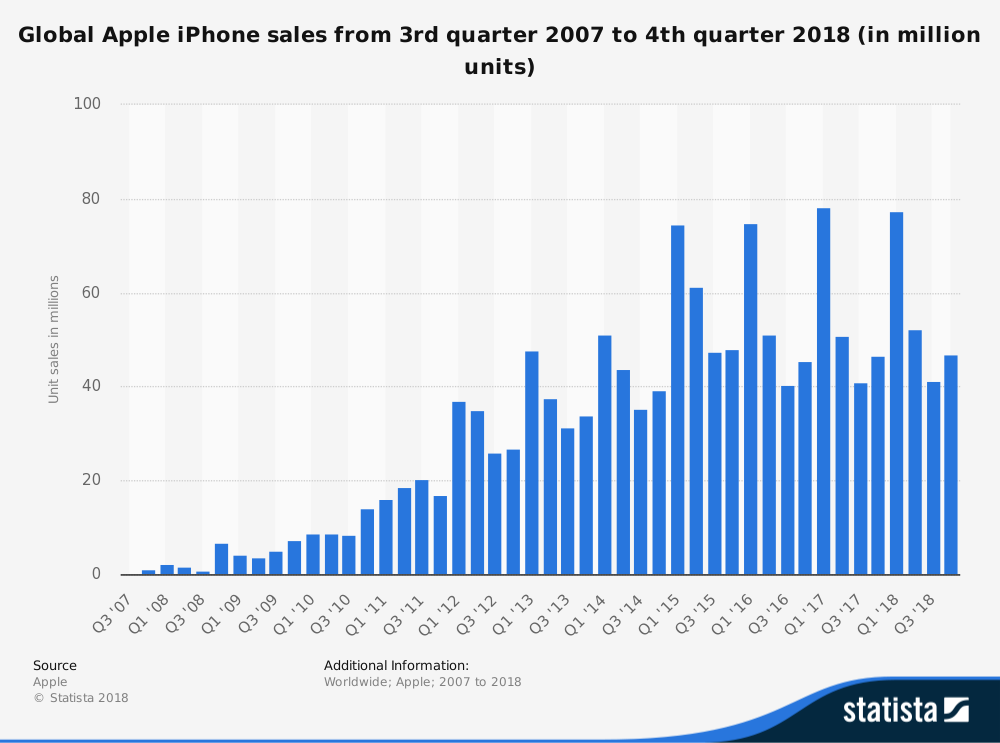 Global Apple iPhone sales from 3rd quarter 2007 to 4th quarter 2018 (in million
units)
100
80
60
40
20
0
Unit sales in millions
Q3 '07
Q1 '08
Q3 '08
Q1 '09
Q3 '09
Q1 '10
Q3 '10
Q1 '11
Q3 '11
Q1 '12
Q3 '12
Q1 '13
Q3 '13
Q1 '14
Q3 '14
Q1 '15
Q3 '15
Q1 '16
Q3 '16
Q1 '17
Q3 '17
Q1 '18
Q3 '18
Source
Apple
© Statista 2018
Additional Information:
Worldwide; Apple; 2007 to 2018
statista